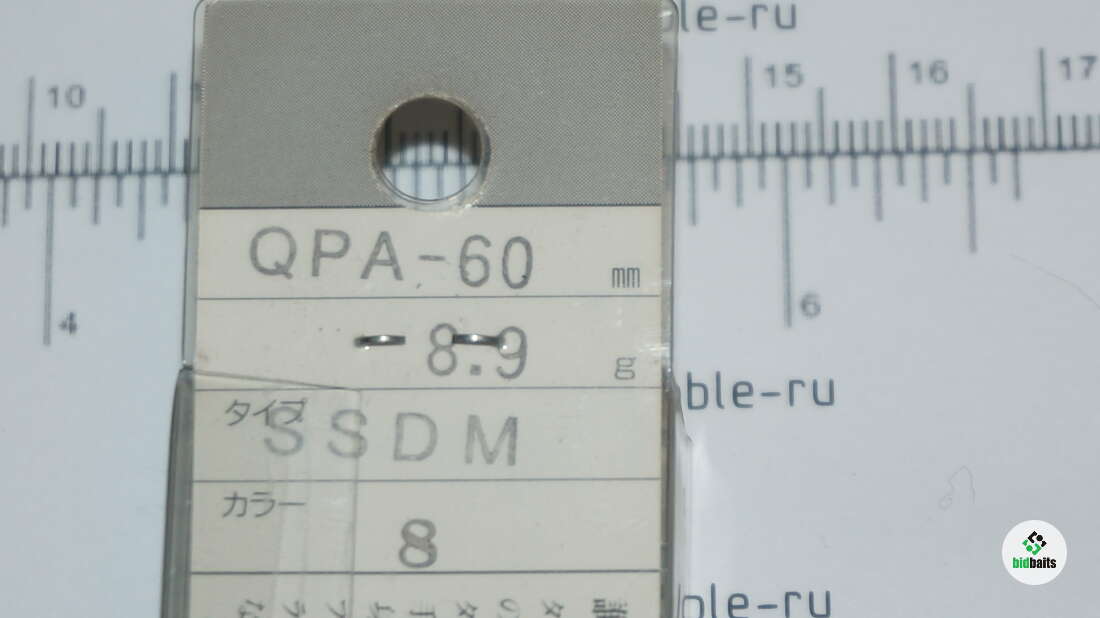 ble-ru
10
15
16
17
QPA-60 mm
4
6
8.9 g
ble-ru
タイプ SSDM
カラー 8
bidbaits
ble-ru